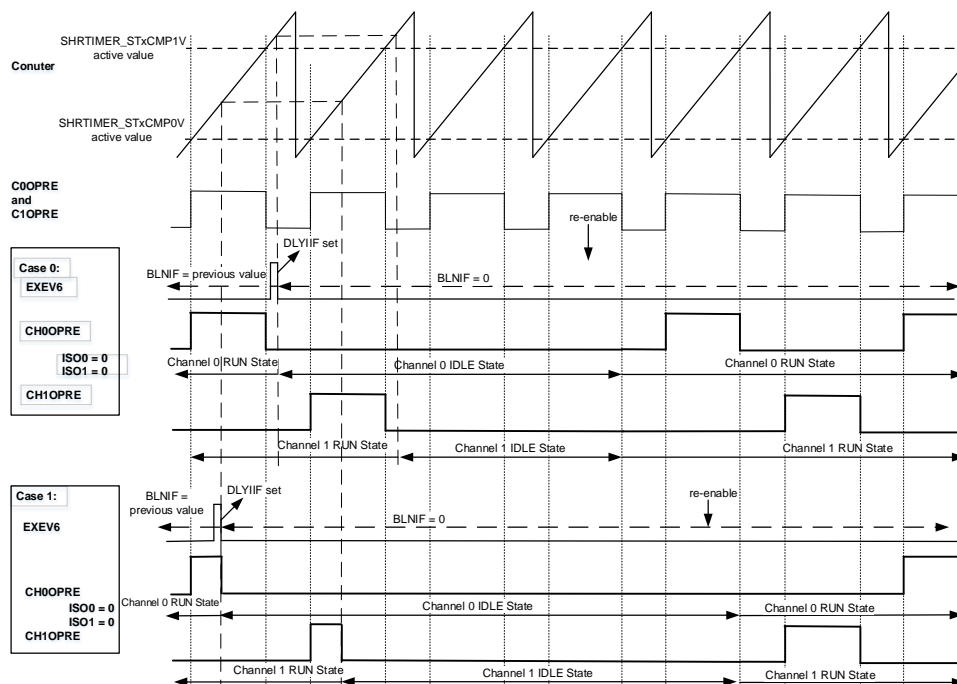 SHRTIMER_STxCMP1V
active value
Conuter
SHRTIMER_STxCMP0V
active value
C0OPRE
and
C1OPRE
re-enable
DLYIIF set
Case 0:
BLNIF = previous value
BLNIF = 0
EXEV6
CH0OPRE
ISO0 = 0
ISO1 = 0
Channel 0 RUN State
Channel 0 IDLE State
Channel 0 RUN State
CH1OPRE
Channel 1 RUN State
Channel 1 IDLE State
Channel 1 RUN State
Case 1:
BLNIF =
previous value
DLYIIF set
re-enable
EXEV6
BLNIF = 0
CH0OPRE
ISO0 = 0
ISO1 = 0
Channel 0 RUN State
Channel 0 IDLE State
Channel 0 RUN State
CH1OPRE
Channel 1 RUN State
Channel 1 IDLE State
Channel 1 RUN State